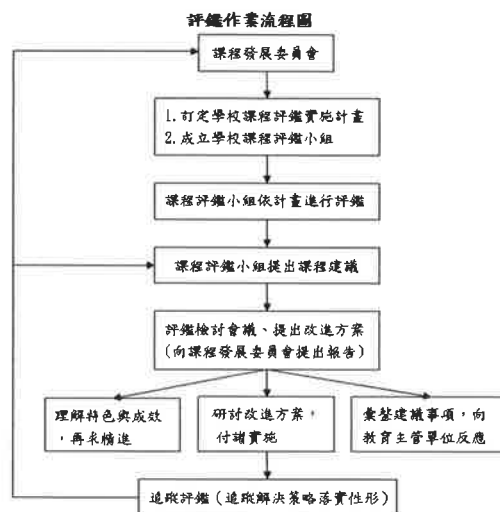 評鑑作業流程圖
課程發展委員會
1.訂定學校課程評鑑實施計畫
2.成立學校課程評鑑小組
課程評鑑小組依計畫進行評鑑
課程評鑑小組提出課程建議
評鑑檢討會議、提出改進方案
(向課程發展委員會提出報告)
理解特色與成效
，再求精進
研討改進方案，
付諸實施
彙整建議事項，向
教育主管單位反應
追蹤評鑑（追蹤解決策略落實性形）